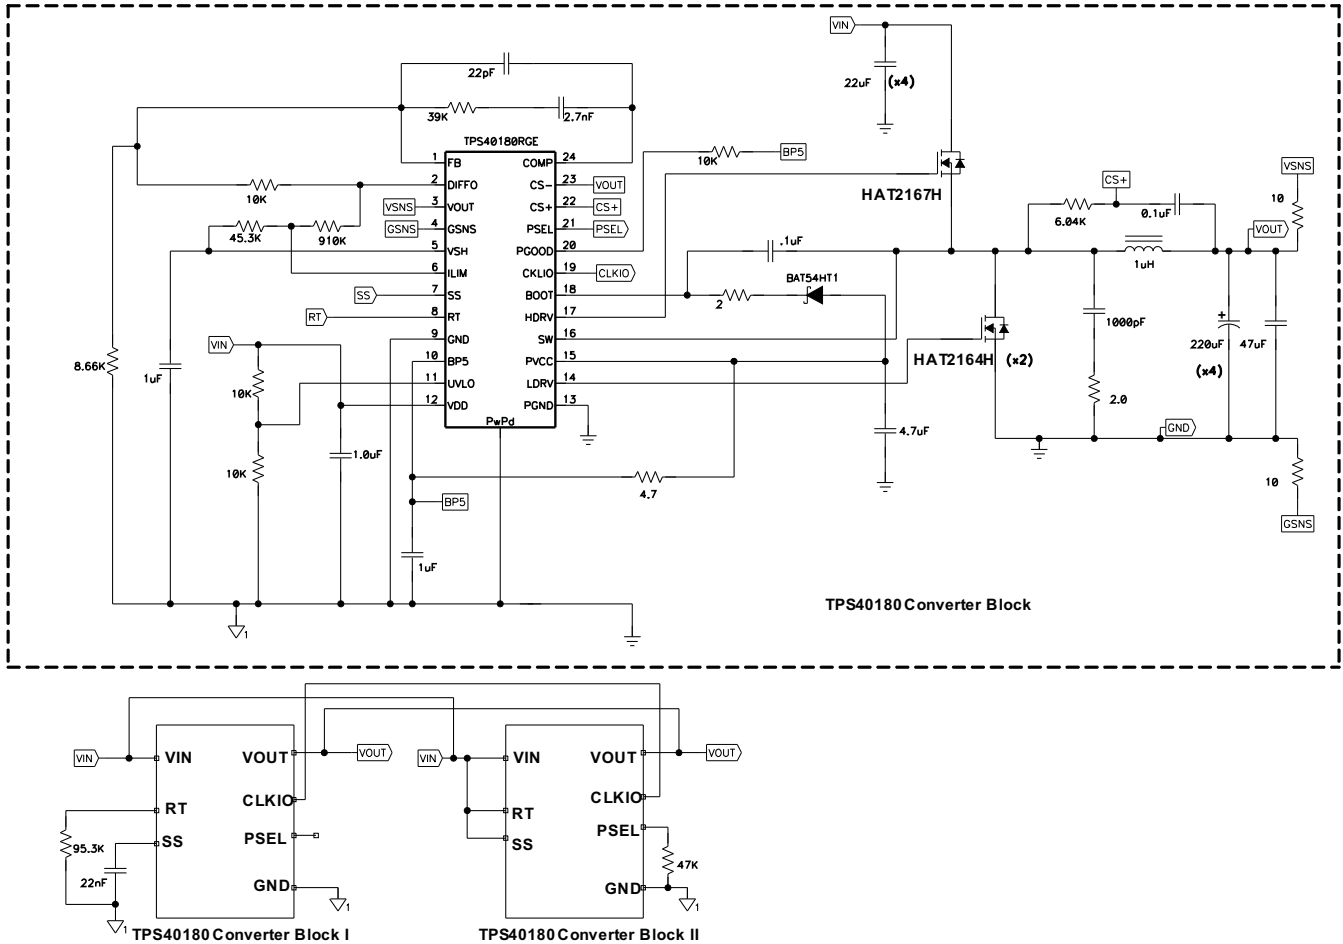 VIN
22uF (x4)
22pF
39K
2.7nF
TPS40180RGE
1 FB
2 DIFFO
3 VOUT
4 GSNS
5 VSH
6 ILIM
7 SS
8 RT
9 GND
10 BP5
11 UVLO
12 VDD
COMP 24
CS- 23
CS+ 22
PSEL 21
PGOOD 20
CKLIO 19
BOOT 18
HDRV 17
SW 16
PVCC 15
LDRV 14
PGND 13
PwPd
10K
BP5
VOUT
CS+
PSEL
CLKIO
HAT2167H
VSNS
GSNS
10K
45.3K
910K
SS
RT
VIN
8.66K
1uF
10K
10K
1.0uF
.1uF
BAT54HT1
2
HAT2164H (x2)
4.7uF
4.7
BP5
1uF
CS+
6.04K
0.1uF
VSNS
10
VOUT
1uH
1000pF
2.0
+
220uF
(x4)
47uF
GND
10
GSNS
1
TPS40180 Converter Block
VIN
VIN
VOUT
VOUT
RT
CLKIO
SS
PSEL
GND
95.3K
22nF
1
1
TPS40180 Converter Block I
VIN
VIN
VOUT
VOUT
RT
CLKIO
SS
PSEL
GND
47K
1
TPS40180 Converter Block II